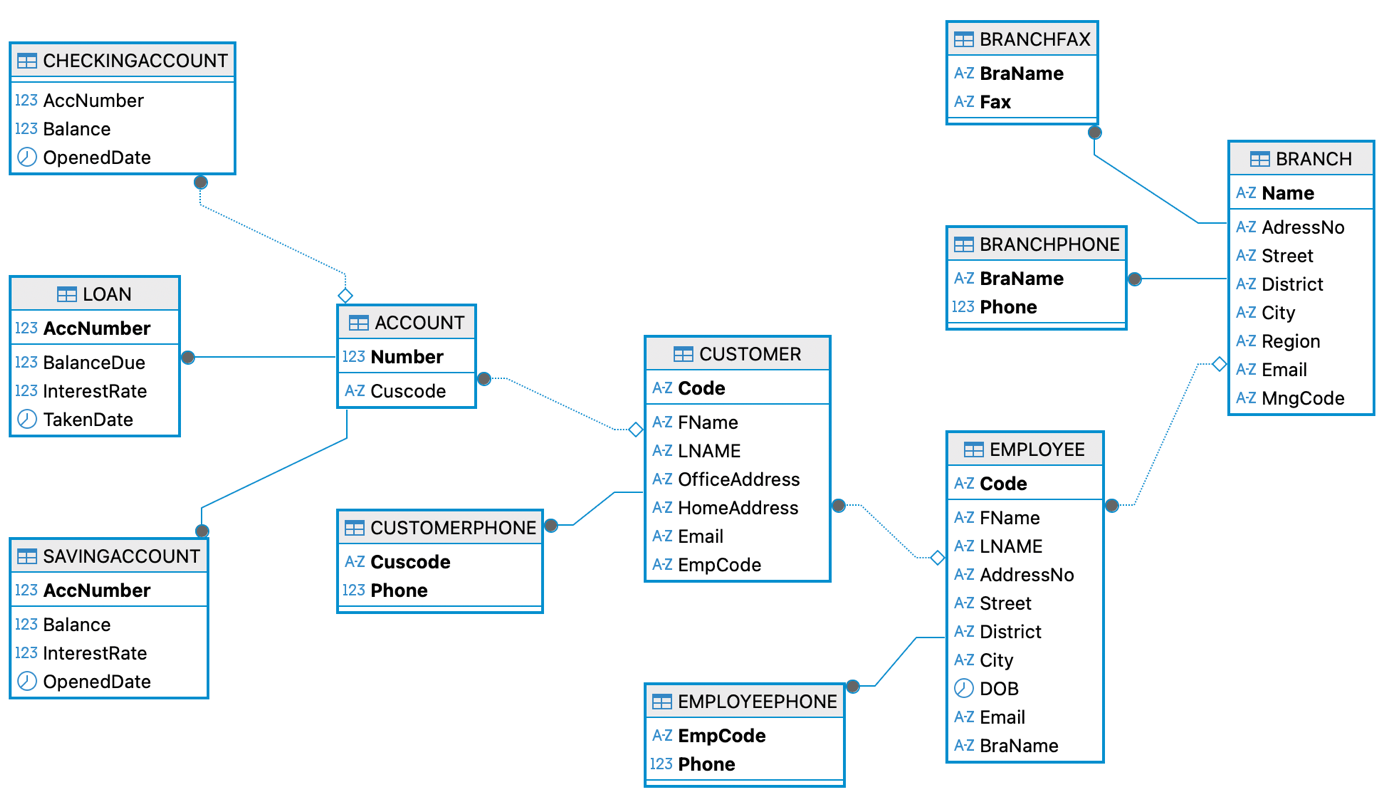 CHECKINGACCOUNT
123 AccNumber
123 Balance
OpenedDate
LOAN
123 AccNumber
123 BalanceDue
123 InterestRate
TakenDate
SAVINGACCOUNT
123 AccNumber
123 Balance
123 InterestRate
OpenedDate
ACCOUNT
123 Number
A-Z Cuscode
CUSTOMERPHONE
A-Z Cuscode
123 Phone
CUSTOMER
A-Z Code
A-Z FName
A-Z LNAME
A-Z OfficeAddress
A-Z HomeAddress
A-Z Email
A-Z EmpCode
EMPLOYEEPHONE
A-Z EmpCode
123 Phone
BRANCHFAX
A-Z BraName
A-Z Fax
BRANCHPHONE
A-Z BraName
123 Phone
EMPLOYEE
A-Z Code
A-Z FName
A-Z LNAME
A-Z AddressNo
A-Z Street
A-Z District
A-Z City
DOB
A-Z Email
A-Z BraName
BRANCH
A-Z Name
A-Z AdressNo
A-Z Street
A-Z District
A-Z City
A-Z Region
A-Z Email
A-Z MngCode